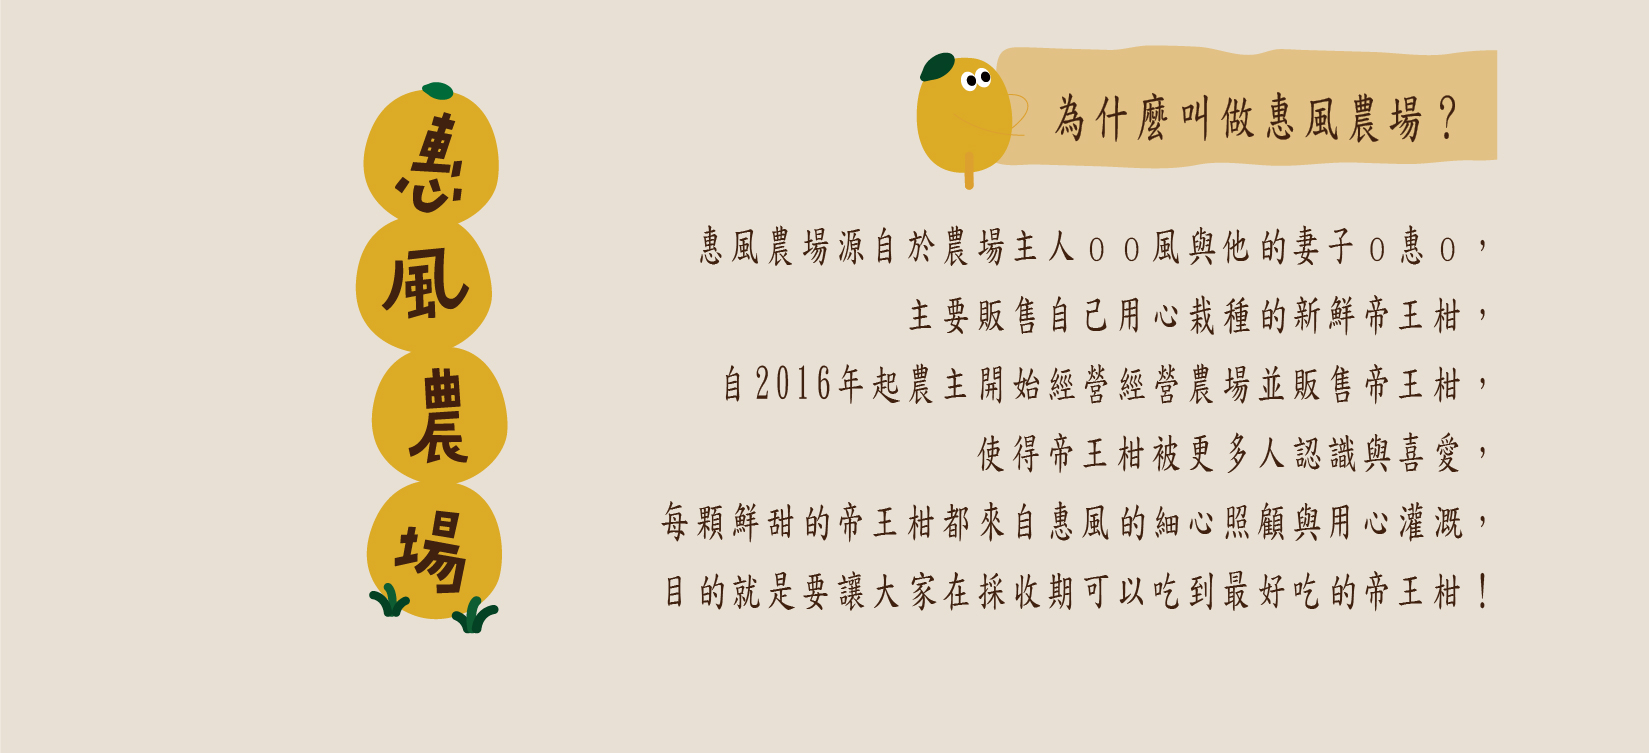 惠風農場
為什麼叫做惠風農場？
惠風農場源自於農場主人ｏｏ風與他的妻子ｏ惠ｏ，
主要販售自己用心栽種的新鮮帝王柑，
自2016年起農主開始經營經營農場並販售帝王柑，
使得帝王柑被更多人認識與喜愛，
每顆鮮甜的帝王柑都來自惠風的細心照顧與用心灌溉，
目的就是要讓大家在採收期可以吃到最好吃的帝王柑！